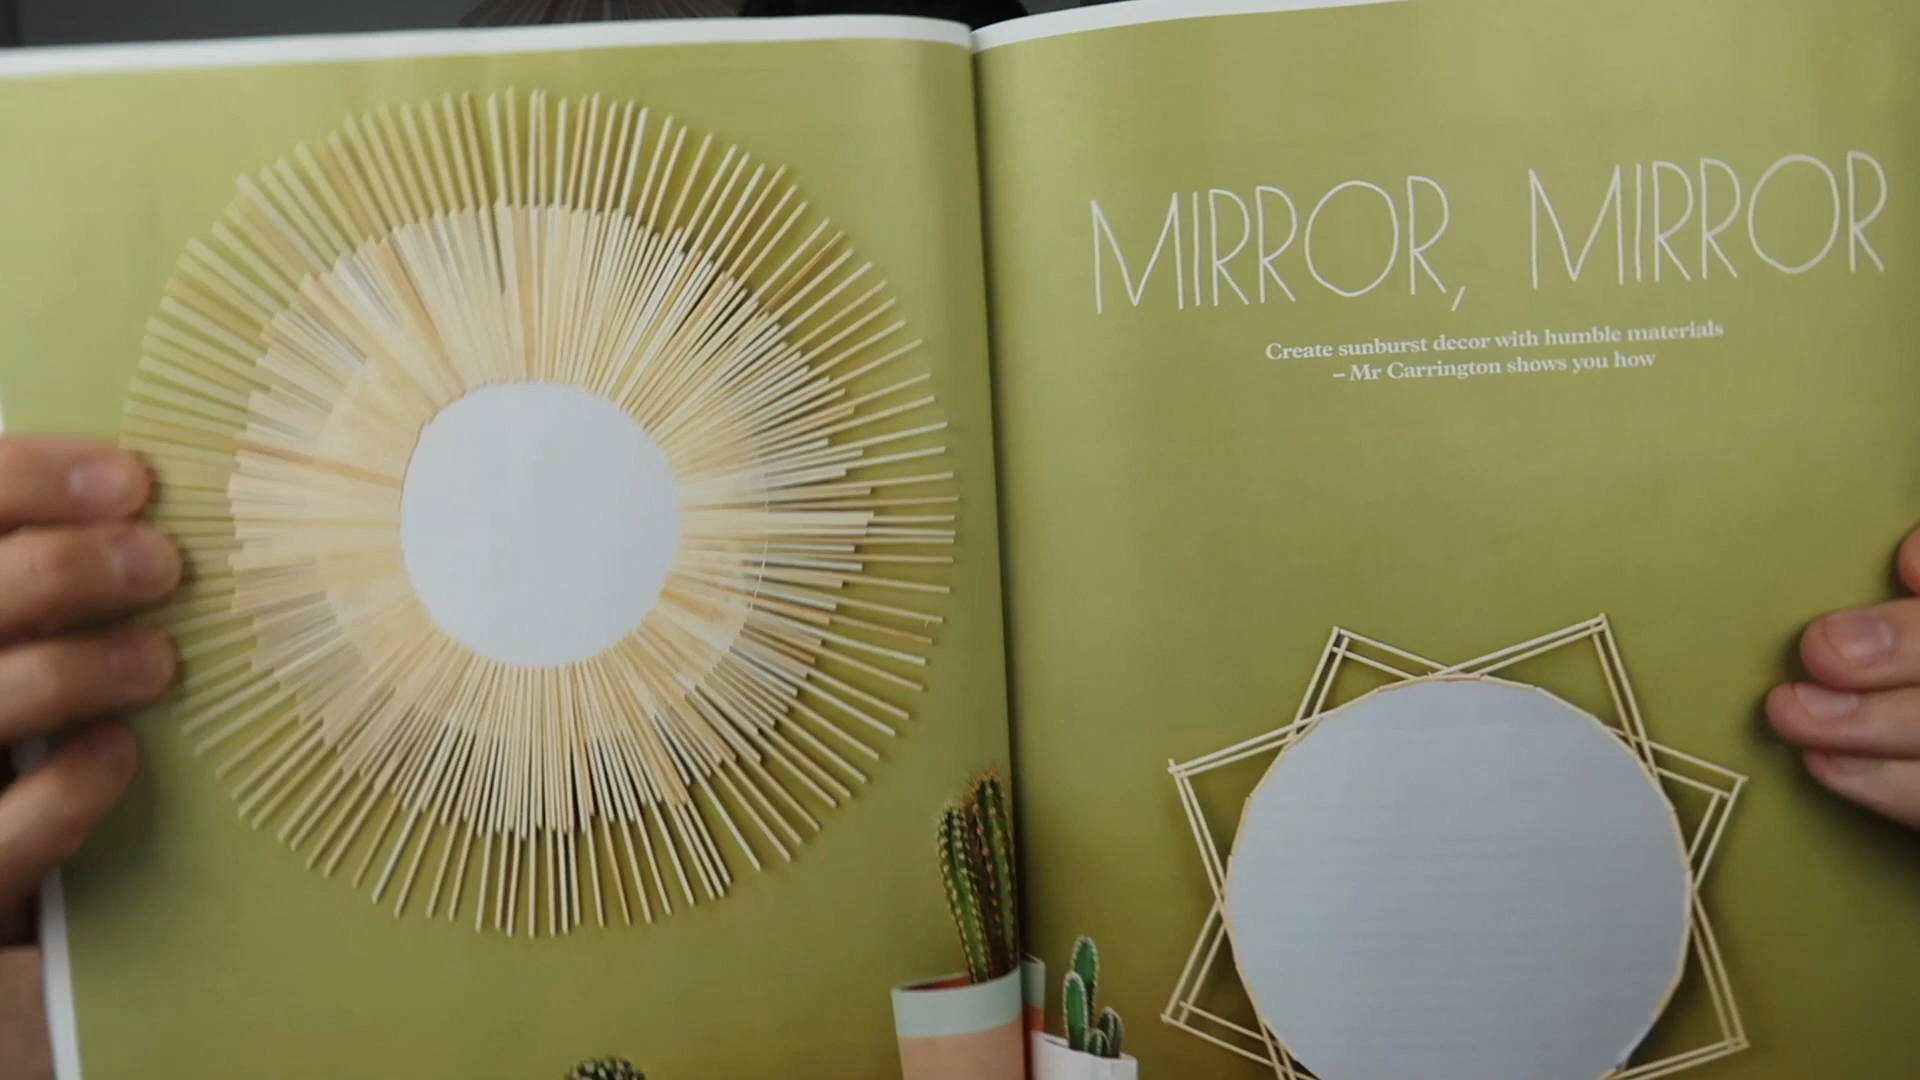 MIRROR, MIRROR
Create sunburst decor with humble materials
– Mr Carrington shows you how